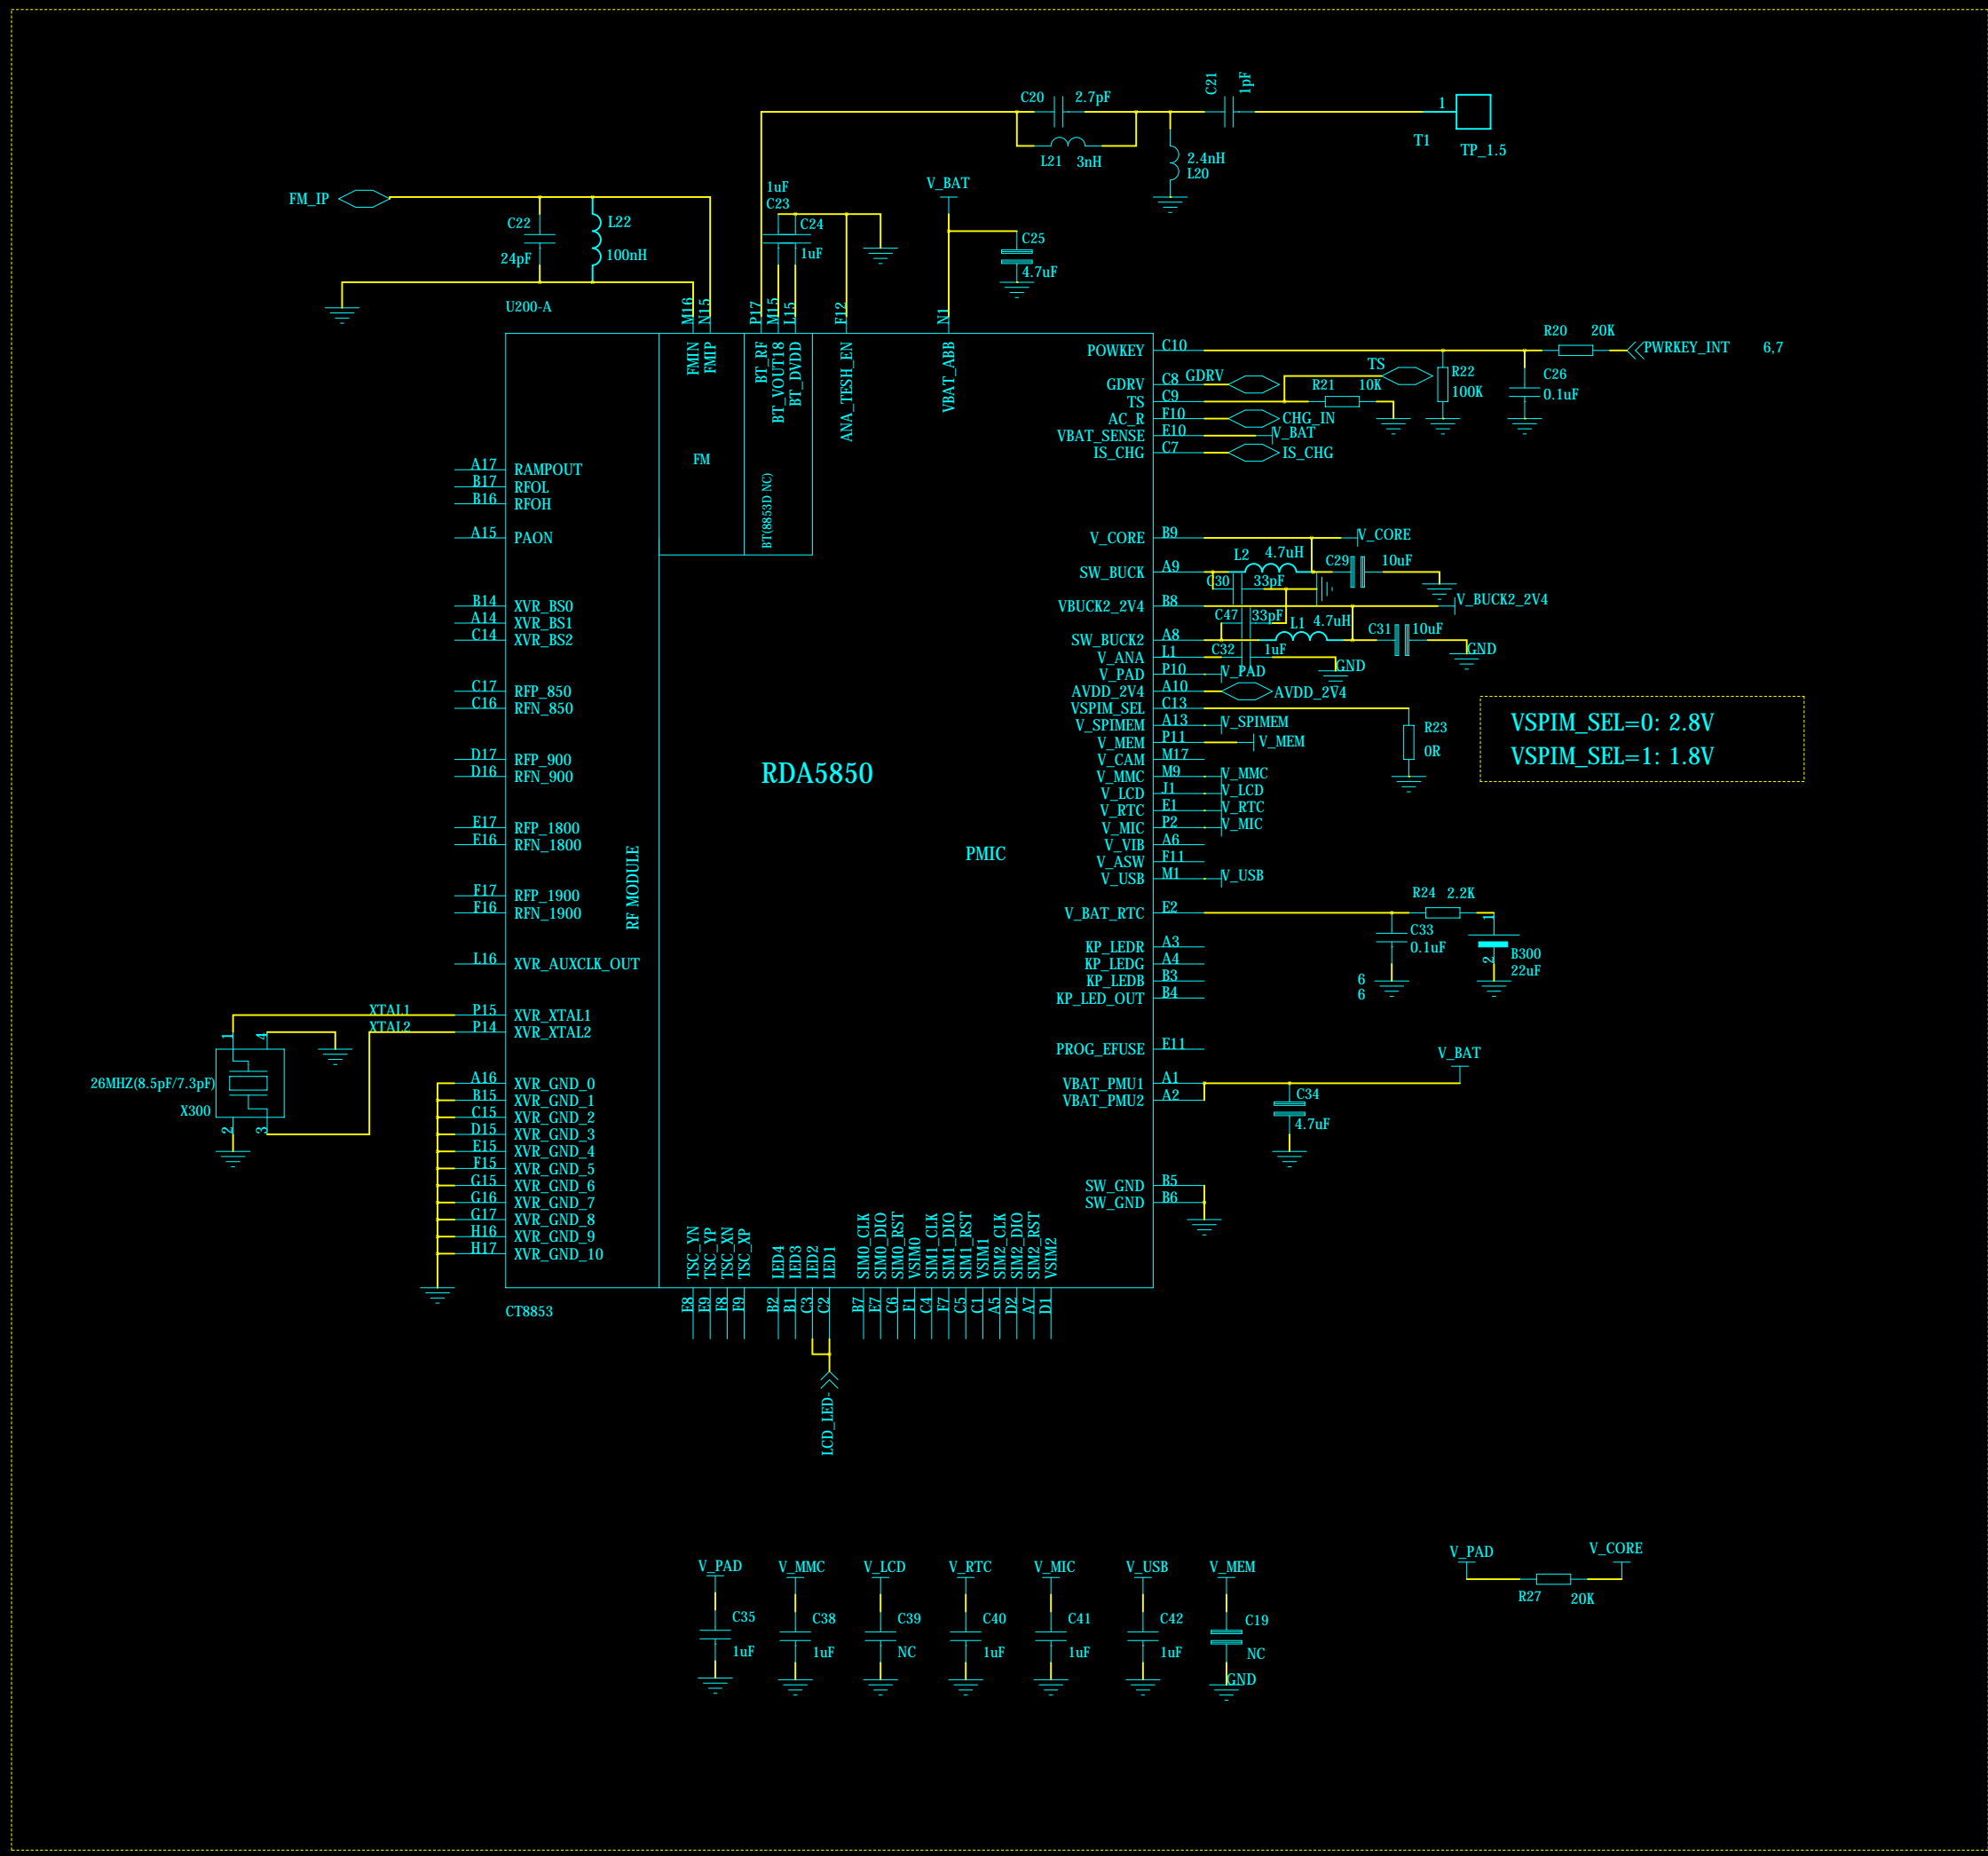 C20 2.7pF
C21
1pF
1
T1
TP_1.5
L21 3nH
2.4nH
L20
FM_IP
C22
24pF
L22
100nH
1uF
C23
C24
1uF
V_BAT
C25
4.7uF
U200-A
M16
N15
P17
M15
L15
F12
N1
FMIN
FMIP
BT_RF
BT_VOUT18
BT_DVDD
ANA_TESH_EN
VBAT_ABB
FM
BT(8853D NC)
RDA5850
PMIC
RF MODULE
A17 RAMPOUT
B17 RFOL
B16 RFOH
A15 PAON
B14 XVR_BS0
A14 XVR_BS1
C14 XVR_BS2
C17 RFP_850
C16 RFN_850
D17 RFP_900
D16 RFN_900
E17 RFP_1800
E16 RFN_1800
F17 RFP_1900
F16 RFN_1900
L16 XVR_AUXCLK_OUT
XTAL1 P15 XVR_XTAL1
XTAL2 P14 XVR_XTAL2
1
4
26MHZ(8.5pF/7.3pF)
X300
2
3
A16 XVR_GND_0
B15 XVR_GND_1
C15 XVR_GND_2
D15 XVR_GND_3
E15 XVR_GND_4
F15 XVR_GND_5
G15 XVR_GND_6
G16 XVR_GND_7
G17 XVR_GND_8
H16 XVR_GND_9
H17 XVR_GND_10
CT8853
POWKEY C10
R20 20K
PWRKEY_INT 6,7
GDRV C8 GDRV
TS
TS C9
R21 10K
R22
100K
C26
0.1uF
AC_R F10 CHG_IN
VBAT_SENSE E10 V_BAT
IS_CHG C7 IS_CHG
V_CORE B9 V_CORE
L2 4.7uH
C29 10uF
SW_BUCK A9
C30 33pF
VBUCK2_2V4 B8 V_BUCK2_2V4
C47 33pF
L1 4.7uH
C31 10uF
SW_BUCK2 A8
GND
C32 1uF
V_ANA L1
GND
V_PAD P10 V_PAD
AVDD_2V4 A10 AVDD_2V4
VSPIM_SEL C13
V_SPIMEM A13 V_SPIMEM
R23
0R
V_MEM P11 V_MEM
V_CAM M17
V_MMC M9 V_MMC
V_LCD J1 V_LCD
V_RTC E1 V_RTC
V_MIC P2 V_MIC
V_VIB A6
V_ASW F11
V_USB M1 V_USB
VSPIM_SEL=0: 2.8V
VSPIM_SEL=1: 1.8V
V_BAT_RTC E2
R24 2.2K
C33
0.1uF
1
2
B300
22uF
6
6
KP_LEDR A3
KP_LEDG A4
KP_LEDB B3
KP_LED_OUT B4
PROG_EFUSE E11
V_BAT
VBAT_PMU1 A1
VBAT_PMU2 A2
C34
4.7uF
SW_GND B5
SW_GND B6
TSC_YN
TSC_YP
TSC_XN
TSC_XP
LED4
LED3
LED2
LED1
SIM0_CLK
SIM0_DIO
SIM0_RST
VSIM0
SIM1_CLK
SIM1_DIO
SIM1_RST
VSIM1
SIM2_CLK
SIM2_DIO
SIM2_RST
VSIM2
E8
E9
F8
F9
B2
B1
C3
C2
B7
E7
C6
F1
C4
F7
C5
C1
A5
D2
A7
D1
LCD_LED-
V_PAD
C35
1uF
V_MMC
C38
1uF
V_LCD
C39
NC
V_RTC
C40
1uF
V_MIC
C41
1uF
V_USB
C42
1uF
V_MEM
C19
NC
GND
V_PAD
V_CORE
R27 20K